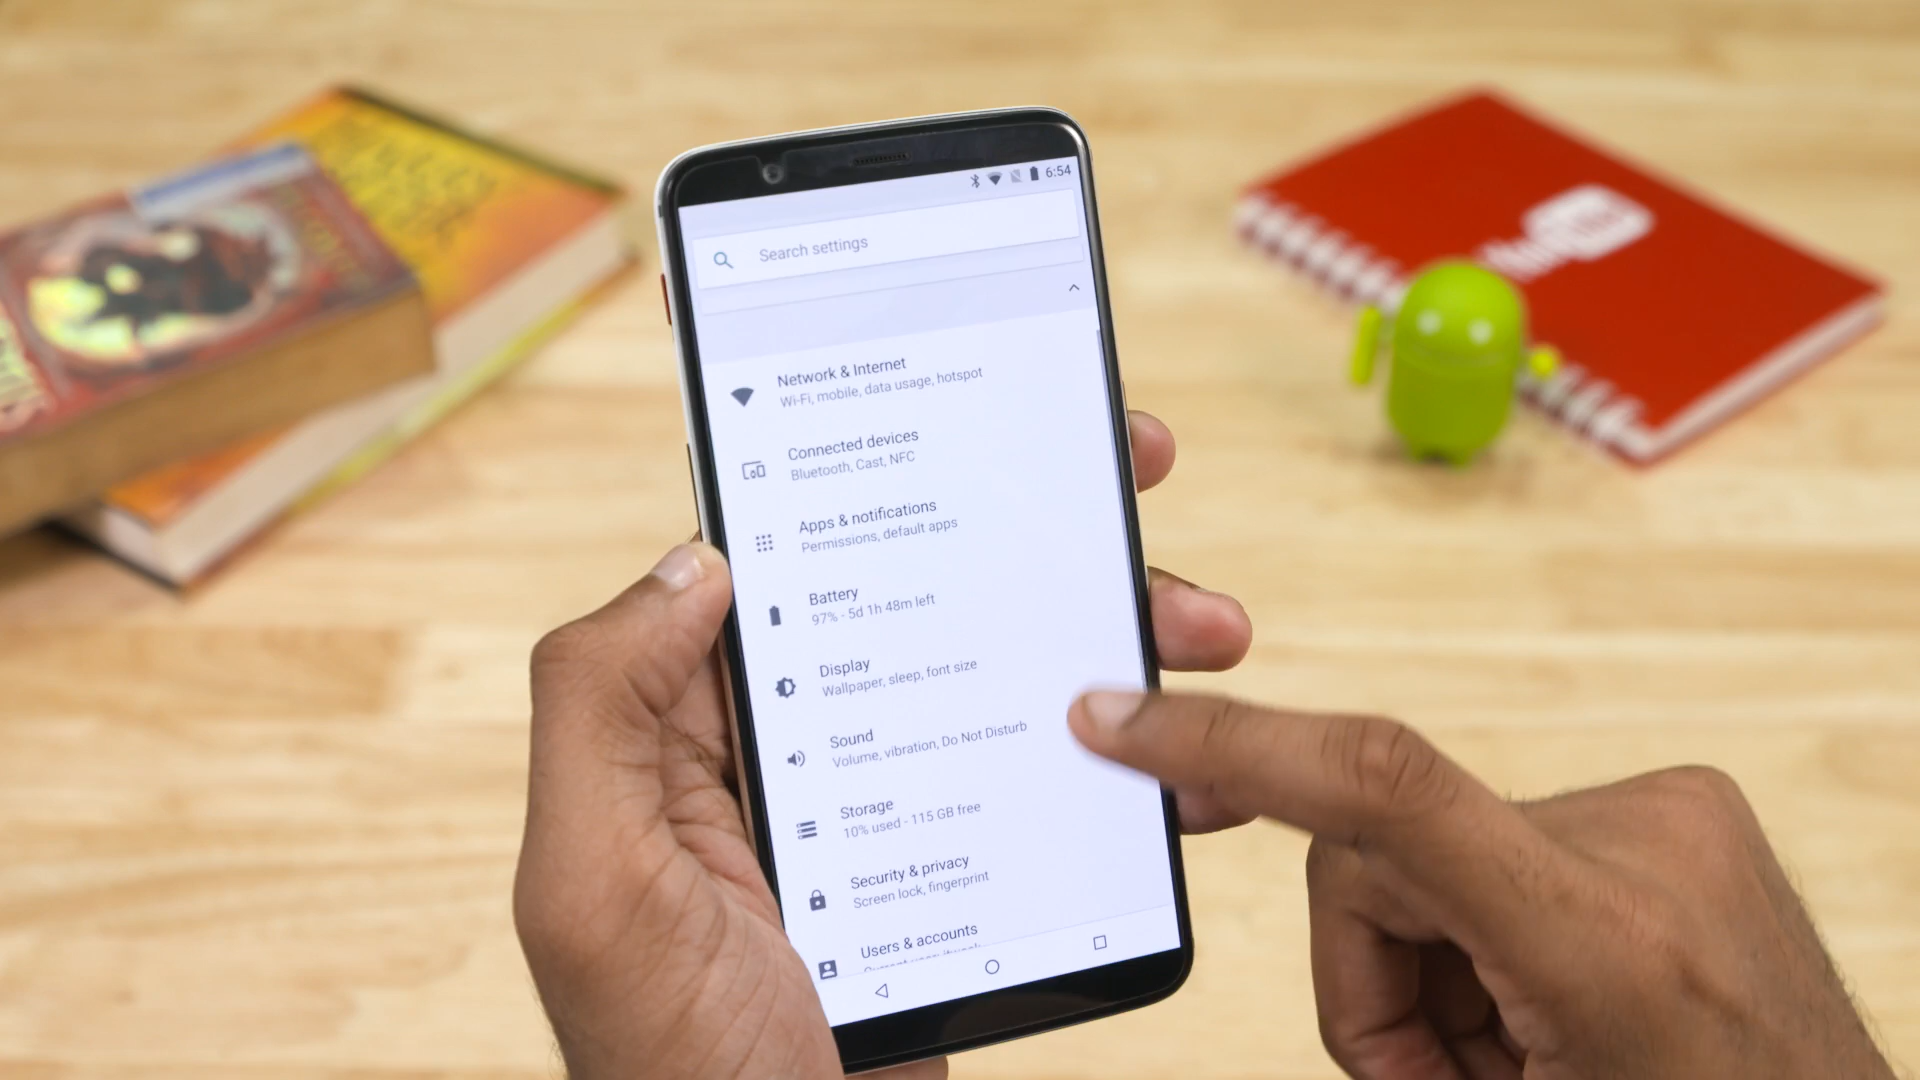 6:54
Search settings
Network & Internet
Wi-Fi, mobile, data usage, hotspot
Connected devices
Bluetooth, Cast, NFC
Apps & notifications
Permissions, default apps
Battery
97% - 5d 1h 48m left
Display
Wallpaper, sleep, font size
Sound
Volume, vibration, Do Not Disturb
Storage
10% used - 115 GB free
Security & privacy
Screen lock, fingerprint
Users & accounts